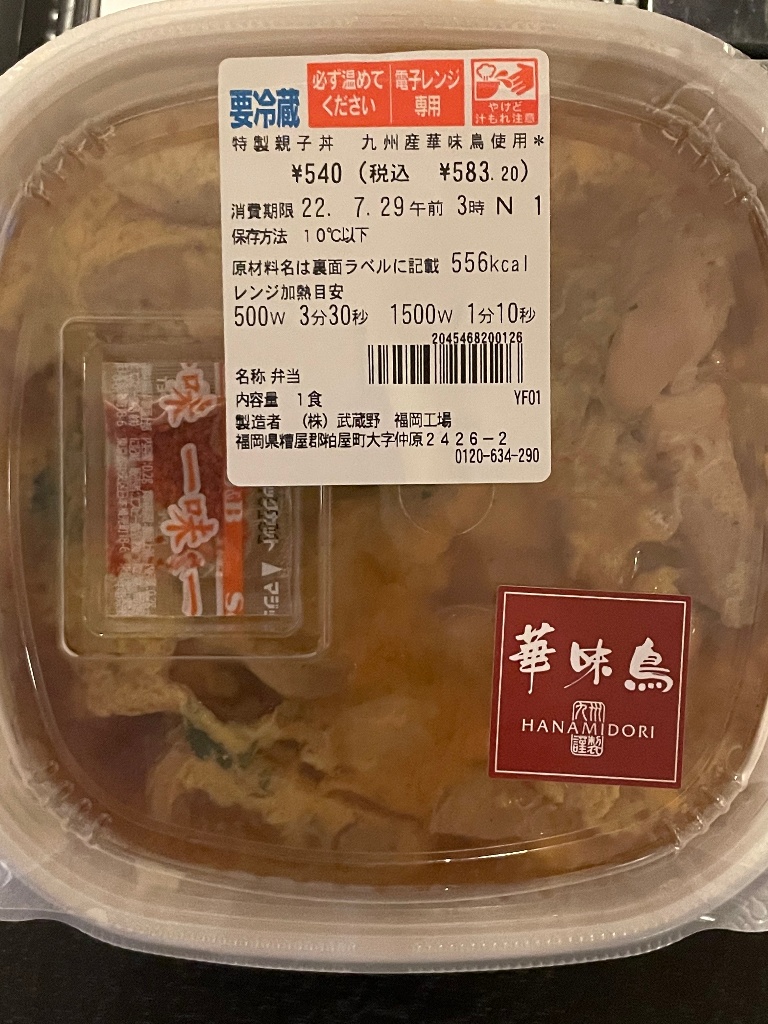 要冷蔵
必ず温めて
ください
電子レンジ
専用
やけど
汁もれ注意
特製親子丼 九州産華味鳥使用*
¥540 (税込 ¥583.20)
消費期限 22. 7.29午前 3時 N 1
保存方法 10℃以下
原材料名は裏面ラベルに記載 556kcal
レンジ加熱目安
500W 3分30秒 1500W 1分10秒
2045468200126
名称 弁当
内容量 1食
YF01
製造者 (株)武蔵野 福岡工場
福岡県糟屋郡粕屋町大字仲原2426-2
0120-634-290
一味
一味
華味鳥
九州
HANAMIDORI
謹製